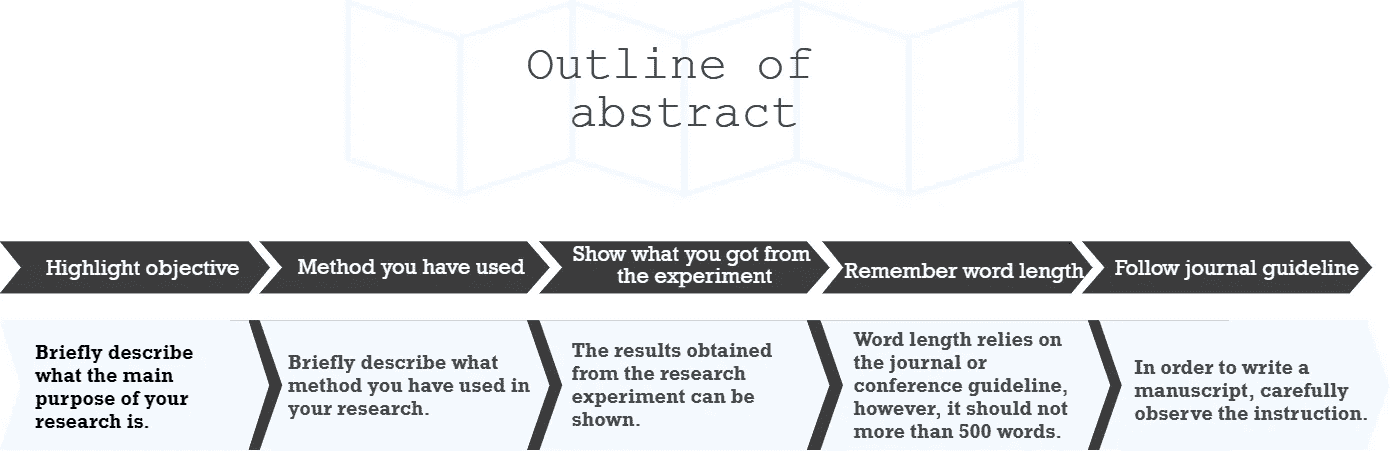 Outline of
abstract
Highlight objective
Method you have used
Show what you got from
the experiment
Remember word length
Follow journal guideline
Briefly describe
what the main
purpose of your
research is.
Briefly describe what
method you have used in
your research.
The results obtained
from the research
experiment can be
shown.
Word length relies on
the journal or
conference guideline,
however, it should not
more than 500 words.
In order to write a
manuscript, carefully
observe the instruction.